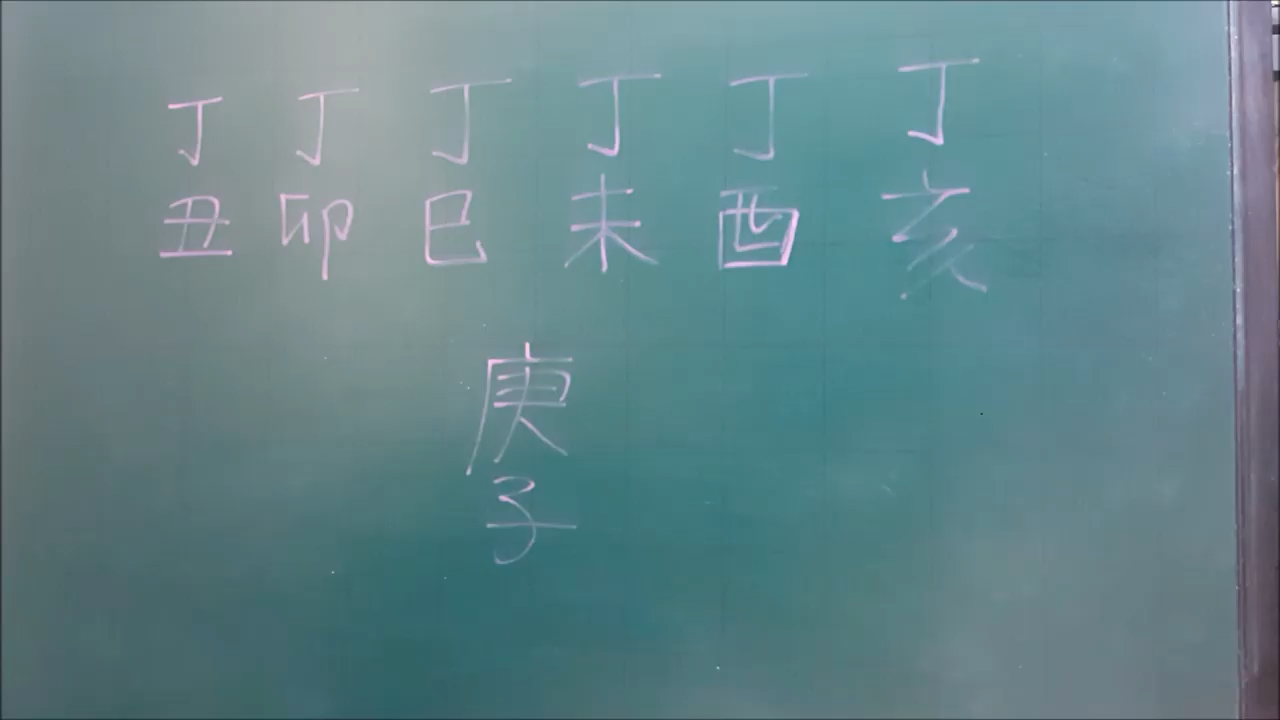 丁 丁 丁 丁 丁 丁
丑 卯 巳 未 酉 亥
庚
子